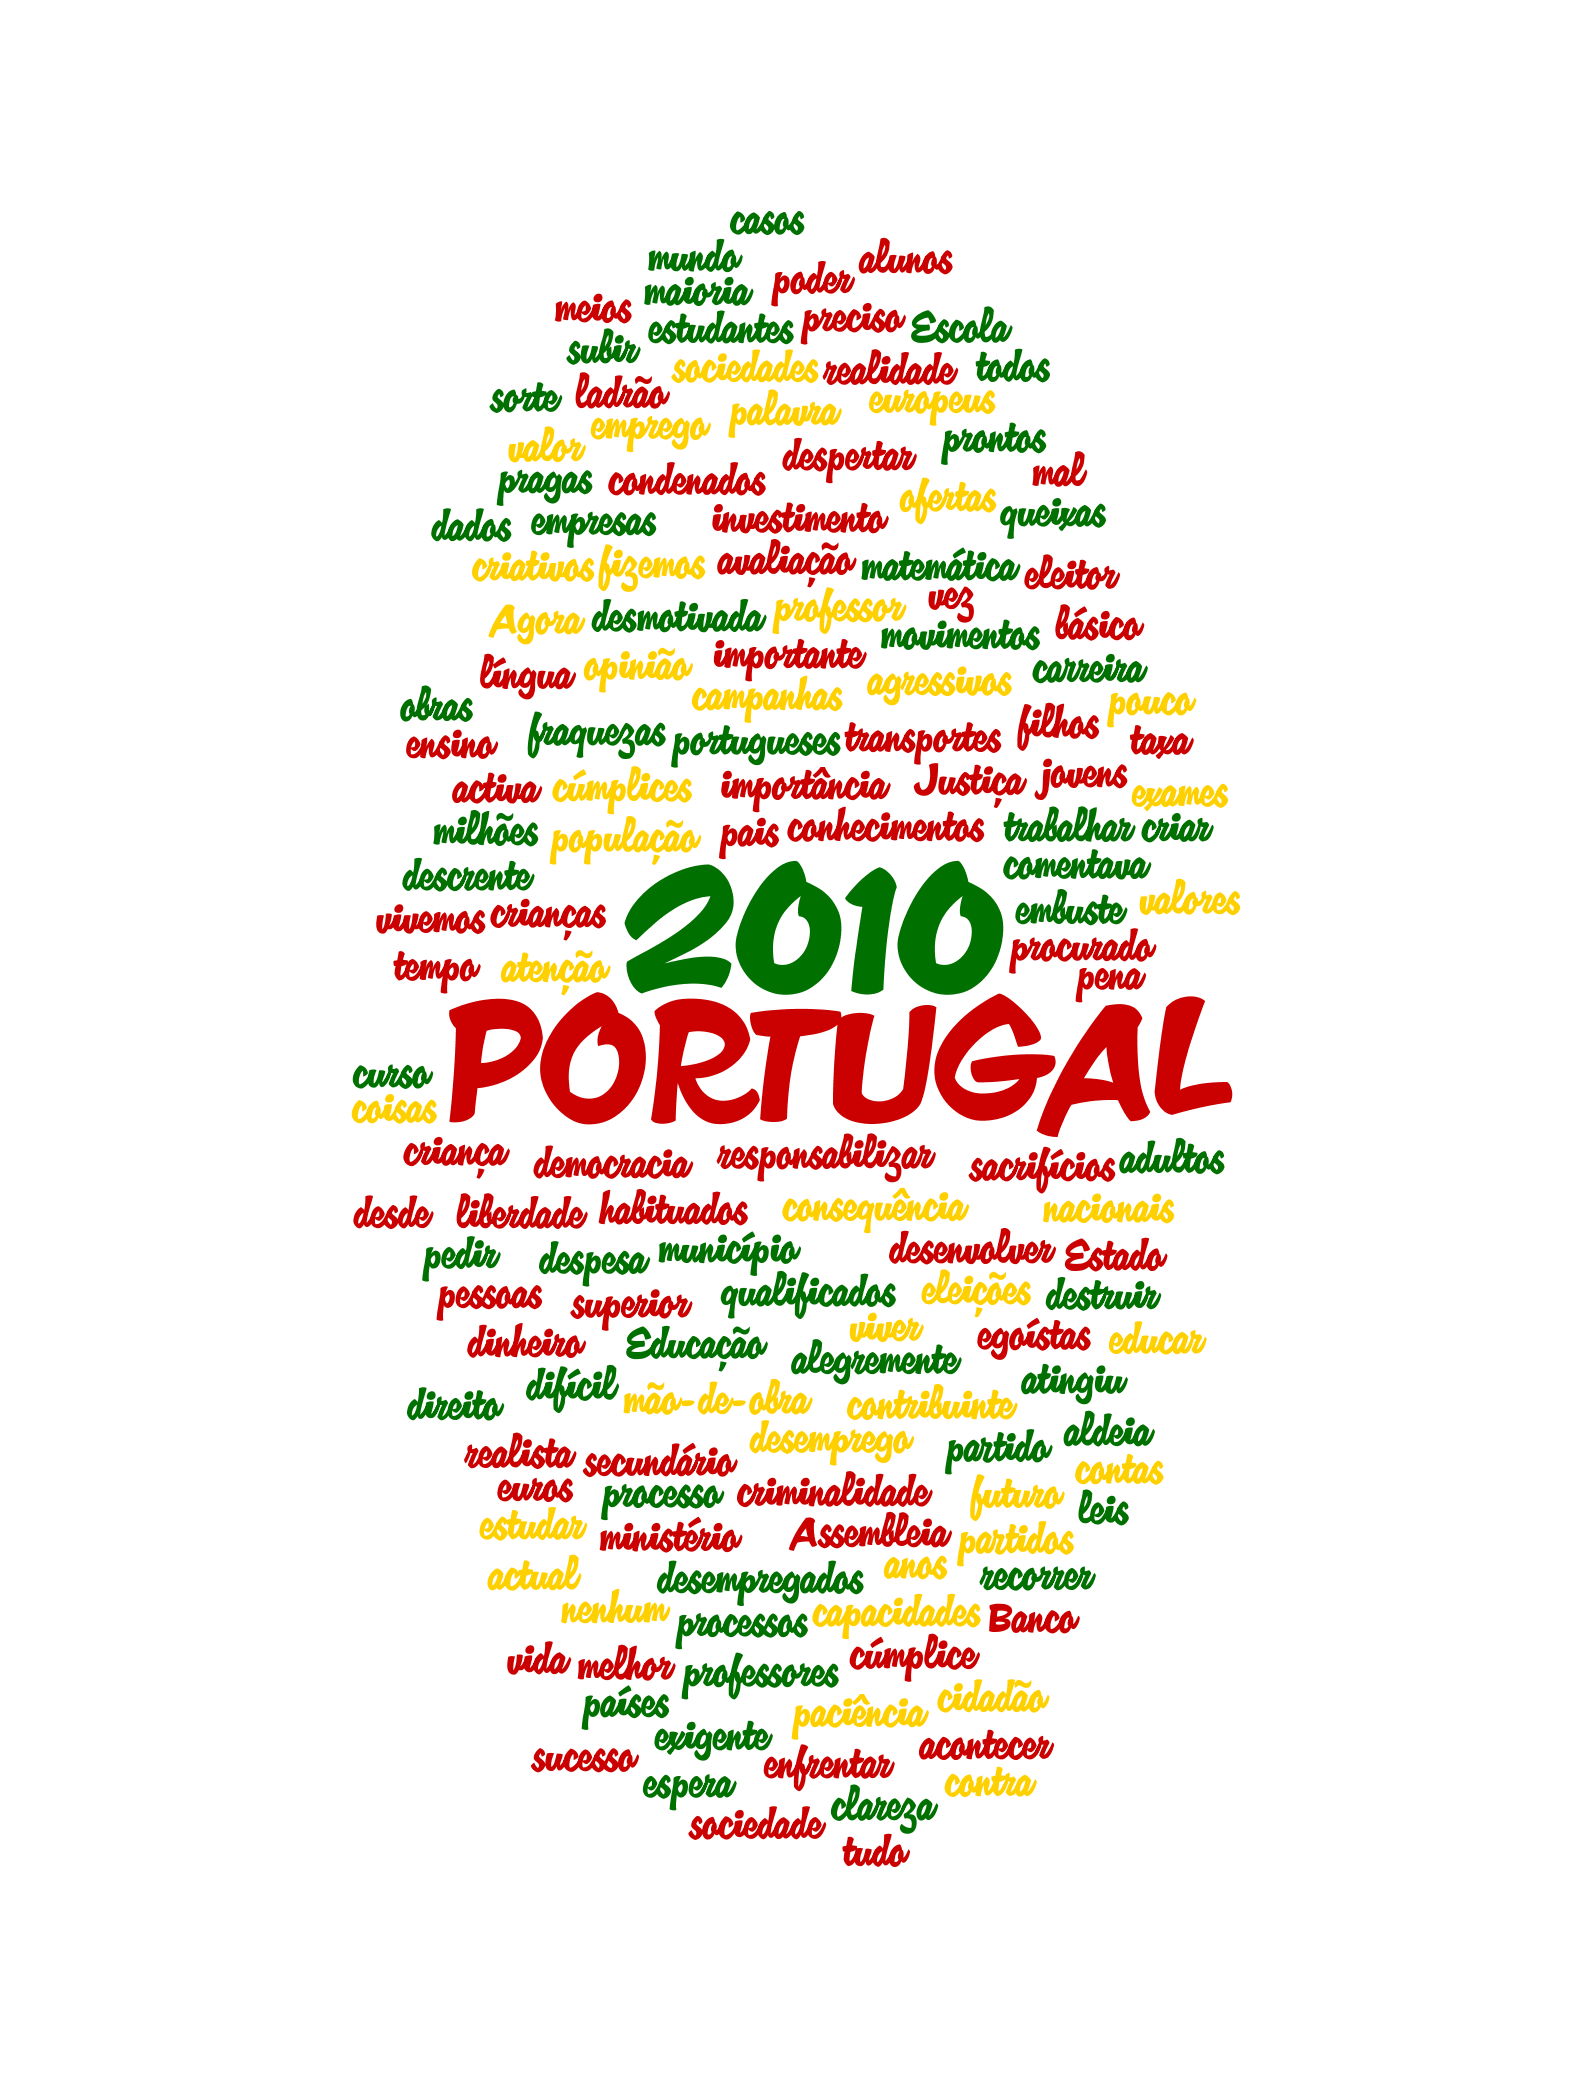 casos
mundo
alunos
poder
maioria
meios
preciso
estudantes
Escola
subir
sociedades realidade todos
sorte ladrão
palavra europeus
emprego
valor
prontos
despertar
mal
pragas condenados
ofertas
queixas
dados empresas investimento
criativos fizemos avaliação matemática eleitor
vez
Agora desmotivada professor
movimentos básico
língua opinião importante
carreira
campanhas agressivos
obras
pouco
ensino fraquezas portugueses transportes filhos taxa
activa cúmplices importância Justiça jovens exames
milhões população pais conhecimentos trabalhar criar
descrente
comentava
vivemos crianças
embuste valores
2010
procurado
tempo atenção
pena
PORTUGAL
curso
coisas
criança democracia responsabilizar sacrifícios adultos
desde liberdade habituados consequência nacionais
pedir despesa município desenvolver Estado
pessoas superior qualificados eleições destruir
dinheiro Educação viver egoístas educar
alegremente
difícil atingiu
direito mão-de-obra contribuinte
desemprego partido aldeia
realista secundário
contas
euros processo criminalidade futuro leis
estudar ministério Assembleia partidos
actual desempregados anos recorrer
nenhum processos capacidades Banco
vida melhor professores cúmplice
países paciência cidadão
exigente
sucesso enfrentar acontecer
espera contra
clareza
sociedade
tudo